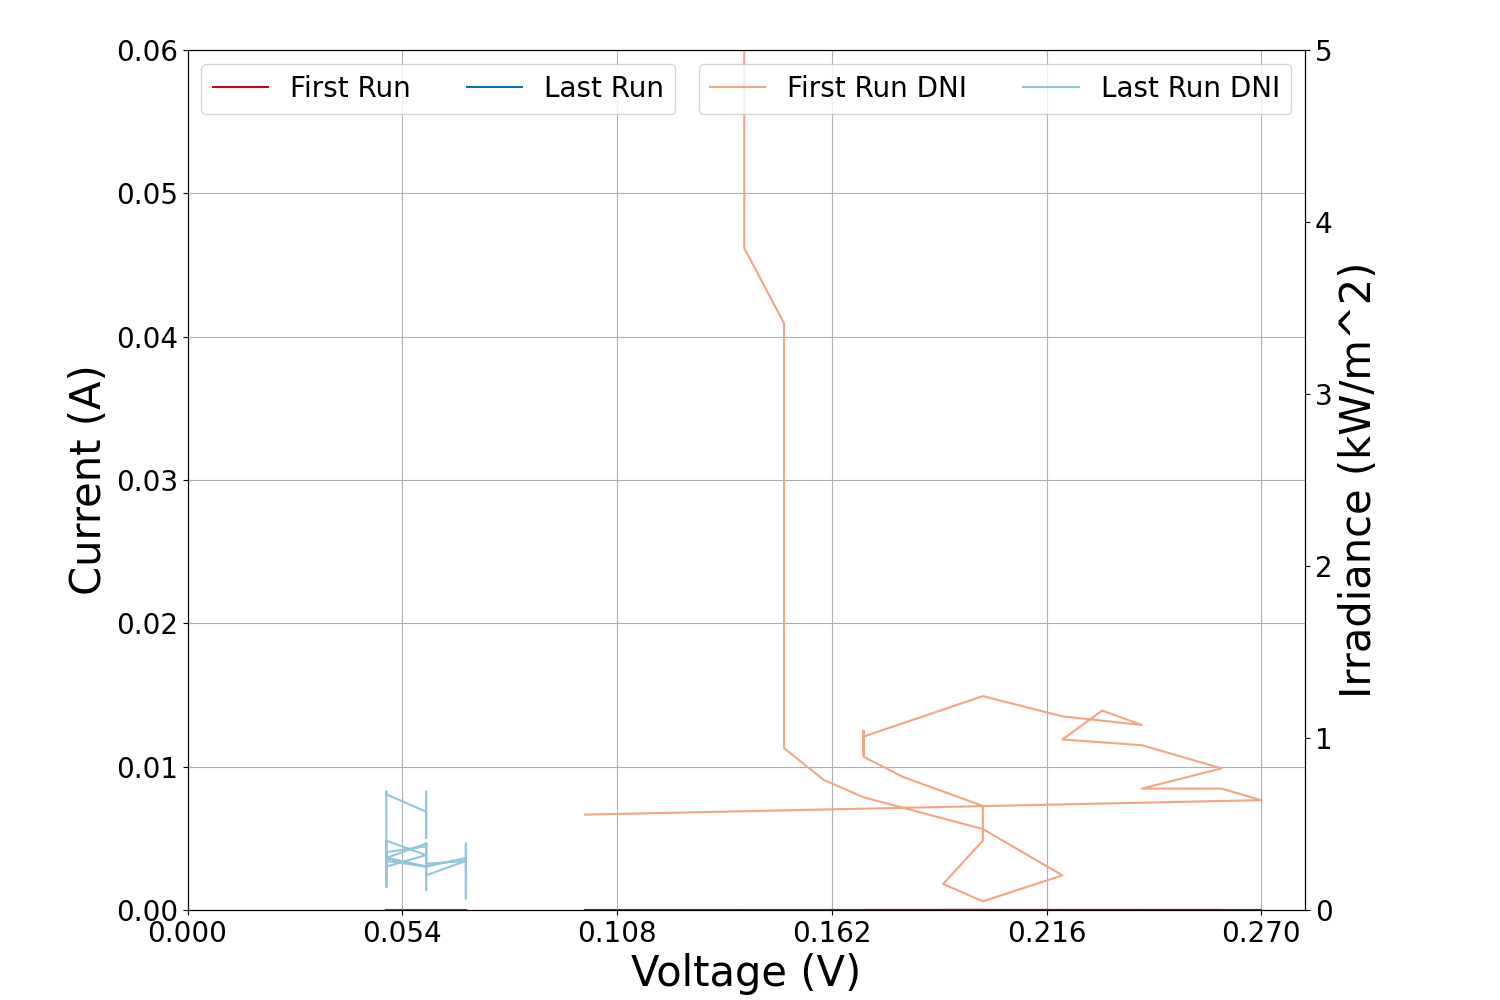 First Run
Last Run
First Run DNI
Last Run DNI
0.06
0.05
0.04
0.03
0.02
0.01
0.00
Current (A)
5
4
3
2
1
0
Irradiance (kW/m^2)
0.000 0.054 0.108 0.162 0.216 0.270
Voltage (V)